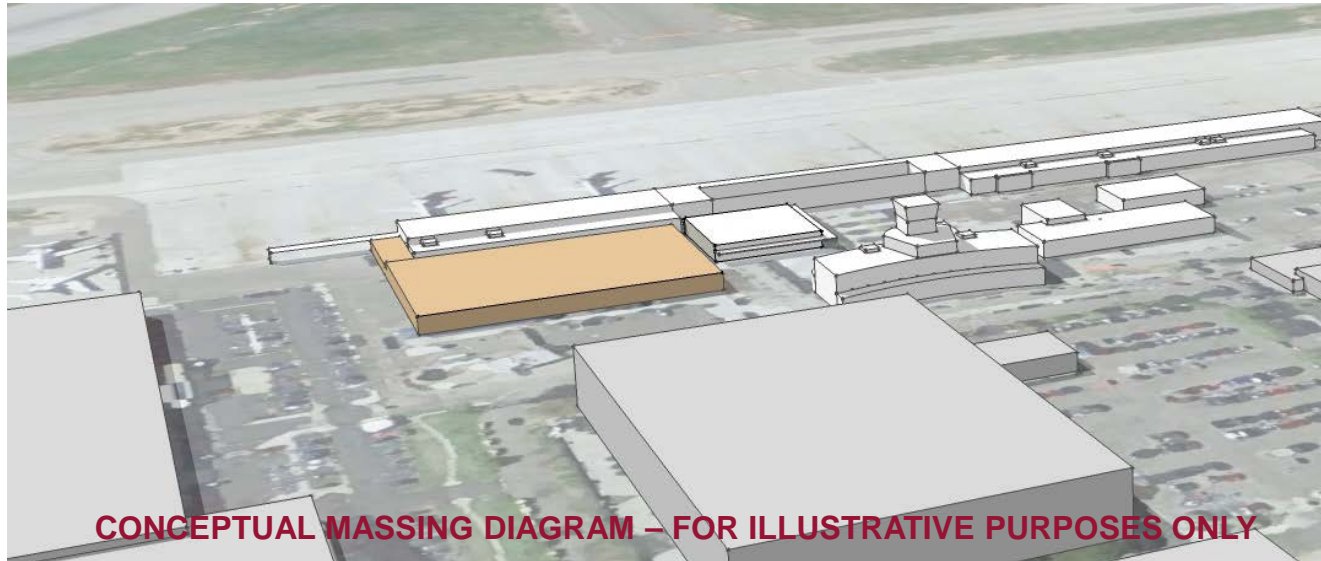 CONCEPTUAL MASSING DIAGRAM – FOR ILLUSTRATIVE PURPOSES ONLY